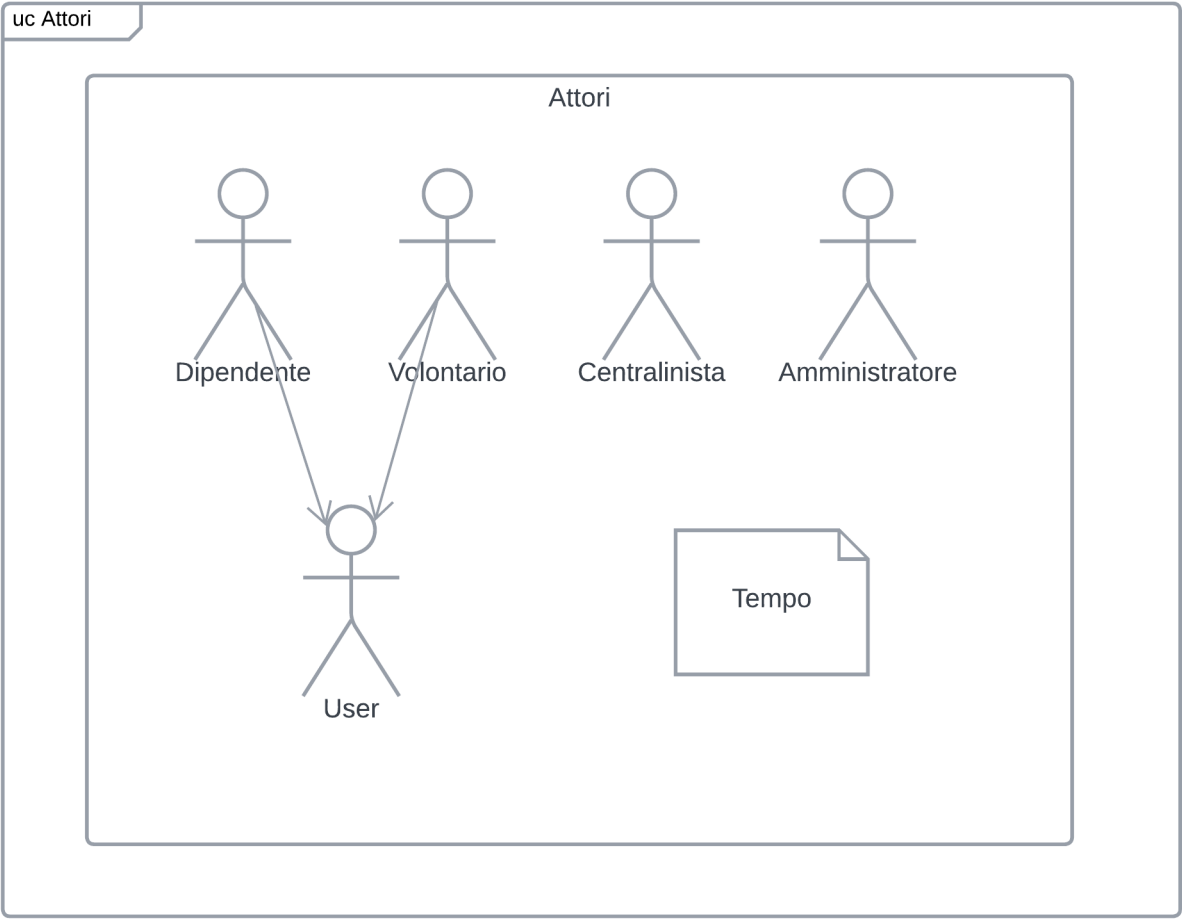 uc Attori
Attori
Dipendente
Volontario
Centralinista
Amministratore
Tempo
User